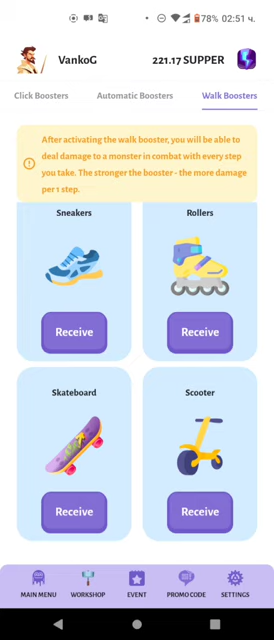 78% 02:51 ч.
VankoG 221.17 SUPPER
Click Boosters Automatic Boosters Walk Boosters
After activating the walk booster, you will be able to
deal damage to a monster in combat with every step
you take. The stronger the booster - the more damage
per 1 step.
Sneakers Rollers
Receive Receive
Skateboard Scooter
Receive Receive
MAIN MENU WORKSHOP EVENT PROMO CODE SETTINGS